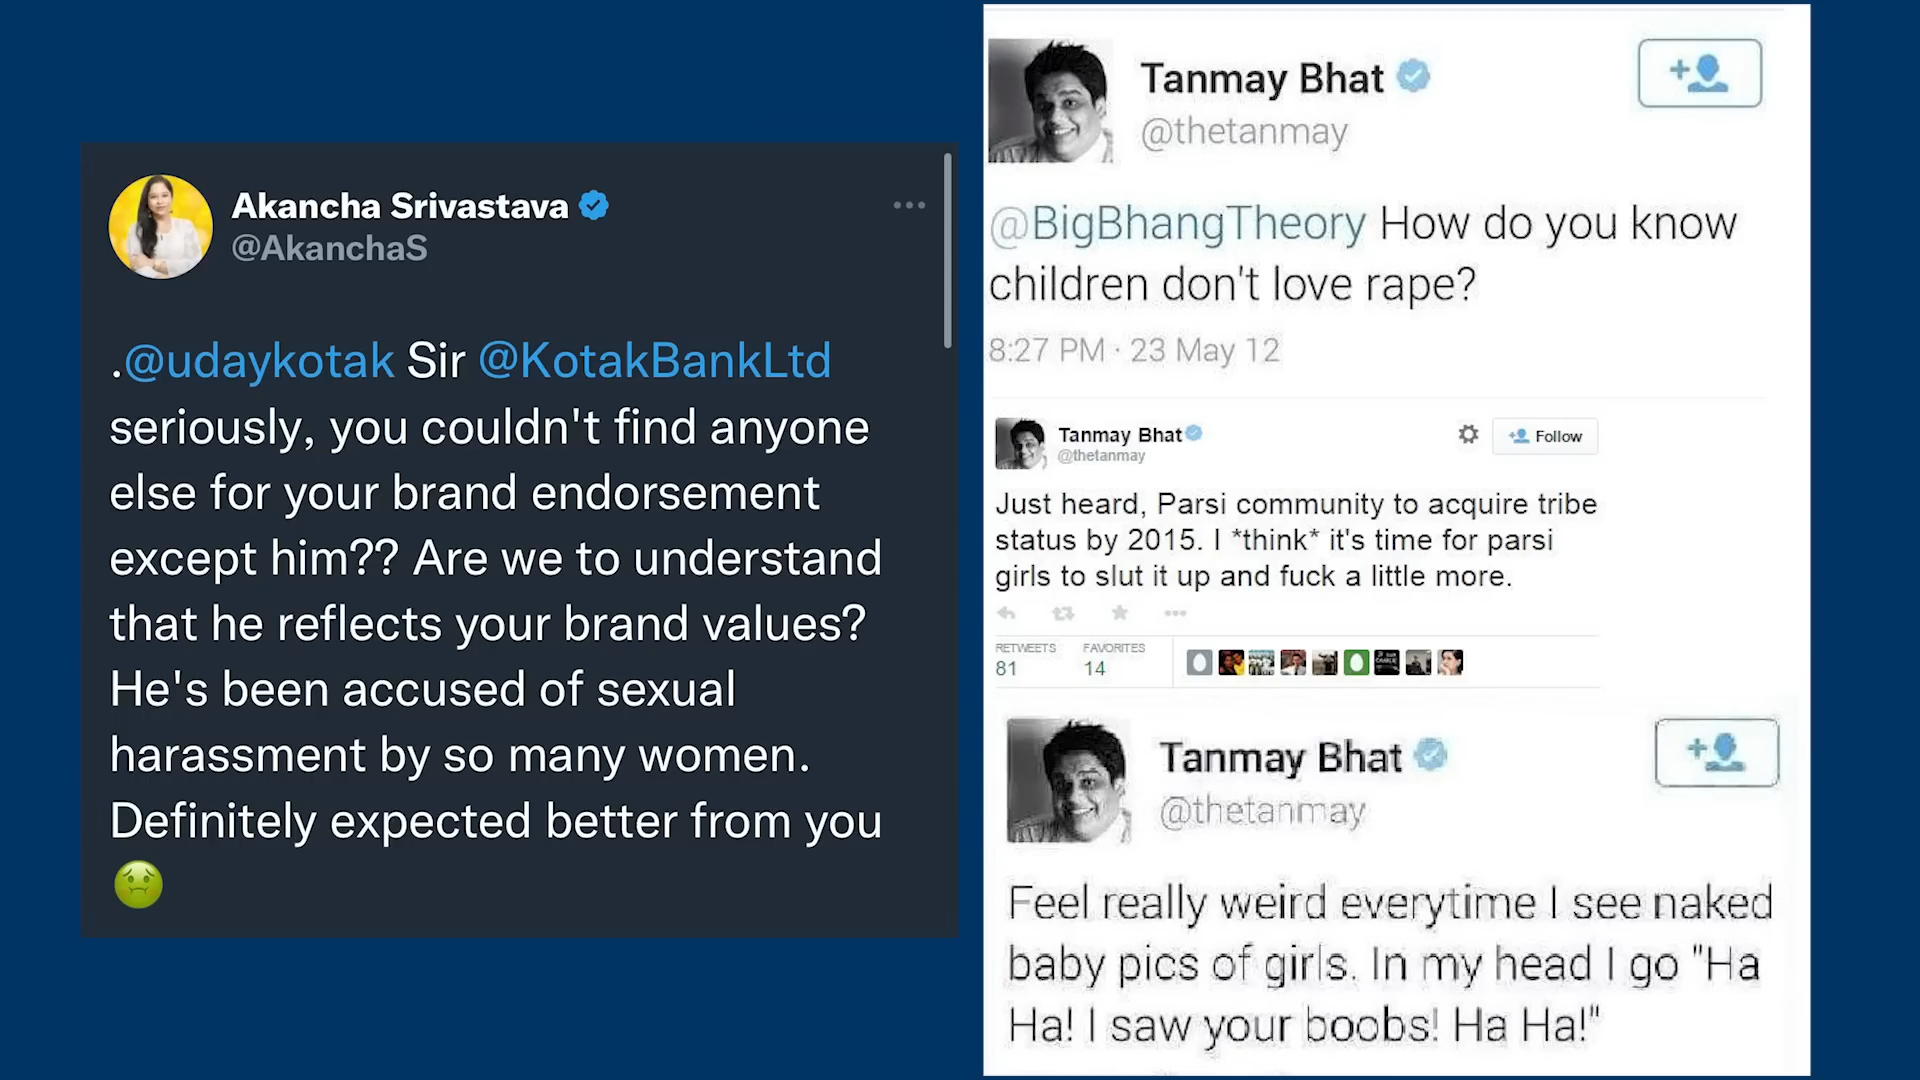 Akancha Srivastava
@AkanchaS
.@udaykotak Sir @KotakBankLtd
seriously, you couldn't find anyone
else for your brand endorsement
except him?? Are we to understand
that he reflects your brand values?
He's been accused of sexual
harassment by so many women.
Definitely expected better from you
Tanmay Bhat
@thetanmay
@BigBhangTheory How do you know
children don't love rape?
8:27 PM · 23 May 12
Tanmay Bhat
@thetanmay
Follow
Just heard, Parsi community to acquire tribe
status by 2015. I *think* it's time for parsi
girls to slut it up and fuck a little more.
RETWEETS FAVORITES
81 14
Tanmay Bhat
@thetanmay
Feel really weird everytime I see naked
baby pics of girls. In my head I go "Ha
Ha! I saw your boobs! Ha Ha!"